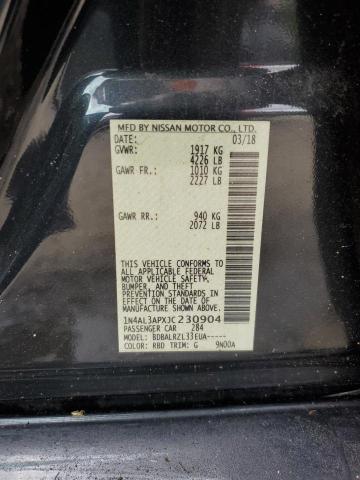 MFD BY NISSAN MOTOR CO., LTD.
DATE: 03/18
GVWR: 1917 KG
4226 LB
GAWR FR: 1010 KG
2227 LB
GAWR RR: 940 KG
2072 LB
THIS VEHICLE CONFORMS TO
ALL APPLICABLE FEDERAL
MOTOR VEHICLE SAFETY,
BUMPER, AND THEFT
PREVENTION STANDARDS
IN EFFECT ON THE DATE OF
MANUFACTURE SHOWN ABOVE.
1N4AL3APXJC230904
PASSENGER CAR 284
MODEL: BDBALRZL33EUA-----
COLOR: RBD TRIM: G 9N00A